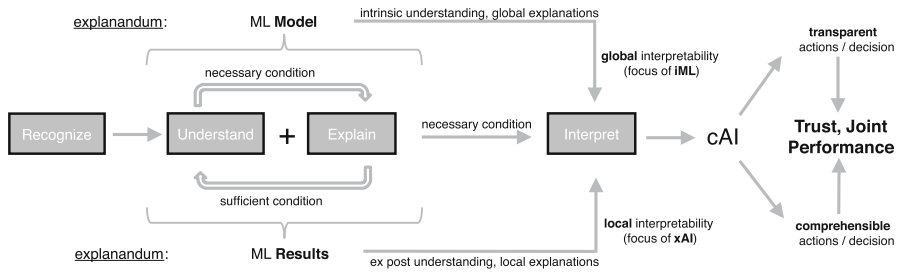 explanandum: ML Model
intrinsic understanding, global explanations
transparent
actions / decision
global interpretability
(focus of iML)
necessary condition
Recognize
Understand
+
Explain
necessary condition
Interpret
cAI
Trust, Joint
Performance
sufficient condition
local interpretability
(focus of xAI)
comprehensible
actions / decision
explanandum: ML Results
ex post understanding, local explanations